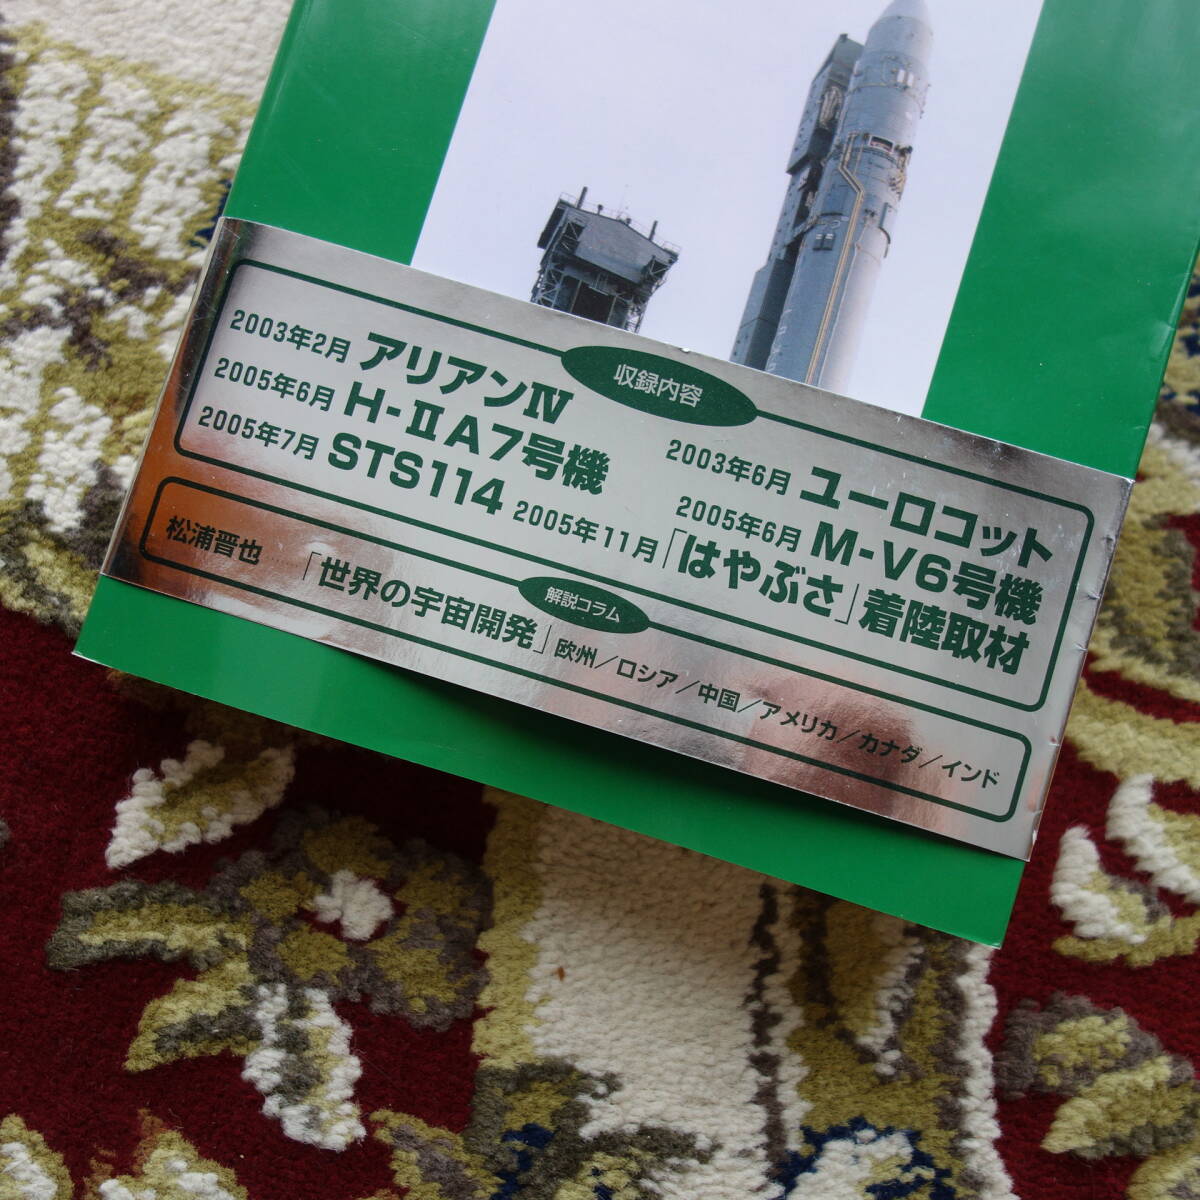 収録内容
2003年2月 アリアンⅣ
2003年6月 ユーロコット
2005年6月 H-ⅡA7号機
2005年6月 M-V6号機
2005年7月 STS114
2005年11月「はやぶさ」着陸取材
解説コラム
松浦晋也 「世界の宇宙開発」欧州／ロシア／中国／アメリカ／カナダ／インド